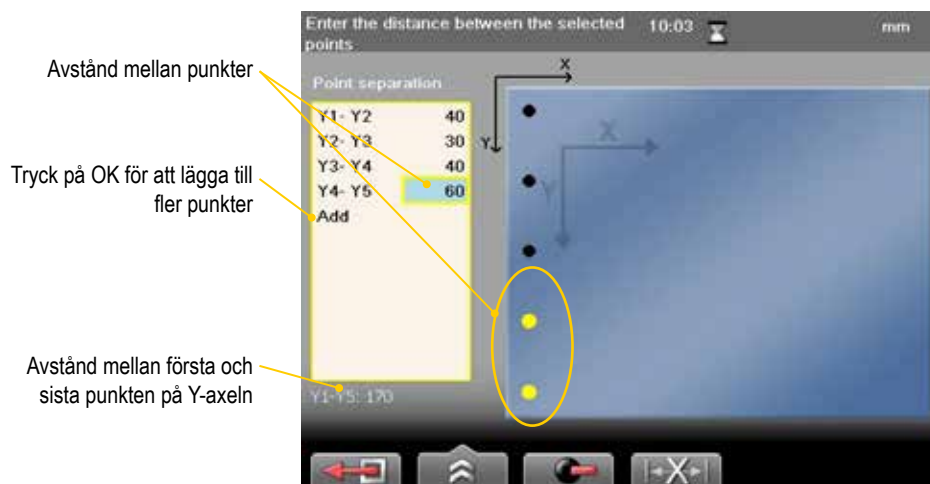 Enter the distance between the selected points
10:03
mm
Avstånd mellan punkter
Point separation
X
Y
Y1- Y2 40
Y2- Y3 30
Y3- Y4 40
Y4- Y5 60
Add
X
Y
Tryck på OK för att lägga till
fler punkter
Avstånd mellan första och
sista punkten på Y-axeln
Y1-Y5: 170
X